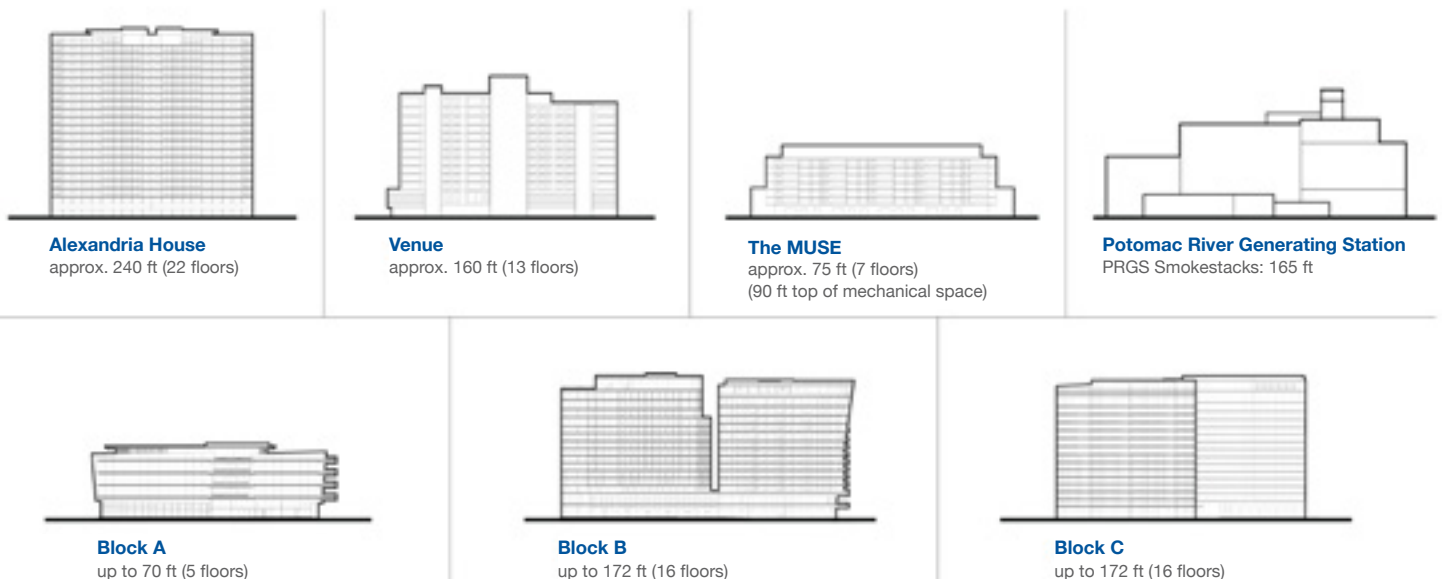 Alexandria House
approx. 240 ft (22 floors)
Venue
approx. 160 ft (13 floors)
The MUSE
approx. 75 ft (7 floors)
(90 ft top of mechanical space)
Potomac River Generating Station
PRGS Smokestacks: 165 ft
Block A
up to 70 ft (5 floors)
Block B
up to 172 ft (16 floors)
Block C
up to 172 ft (16 floors)